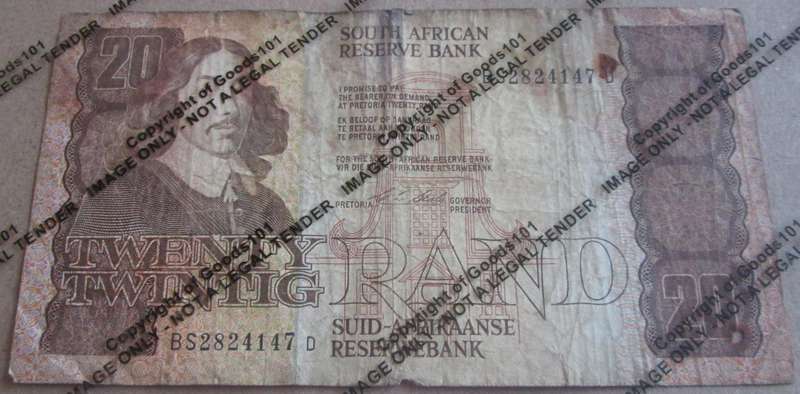 20
SOUTH AFRICAN
RESERVE BANK
BS2824147 D
I PROMISE TO PAY
THE BEARER ON DEMAND
AT PRETORIA TWENTY
EK BELOOF OM AAN
TE BETAAL AAN
TE PRETORIA
FOR THE SOUTH AFRICAN RESERVE BANK
VIR DIE SUID-AFRIKAANSE RESERWEBANK
PRETORIA
GOVERNOR
PRESIDENT
TWENTY
TWINTIG RAND
20
SUID-AFRIKAANSE
RESERWEBANK
BS2824147 D
Copyright of Goods101
IMAGE ONLY - NOT A LEGAL TENDER